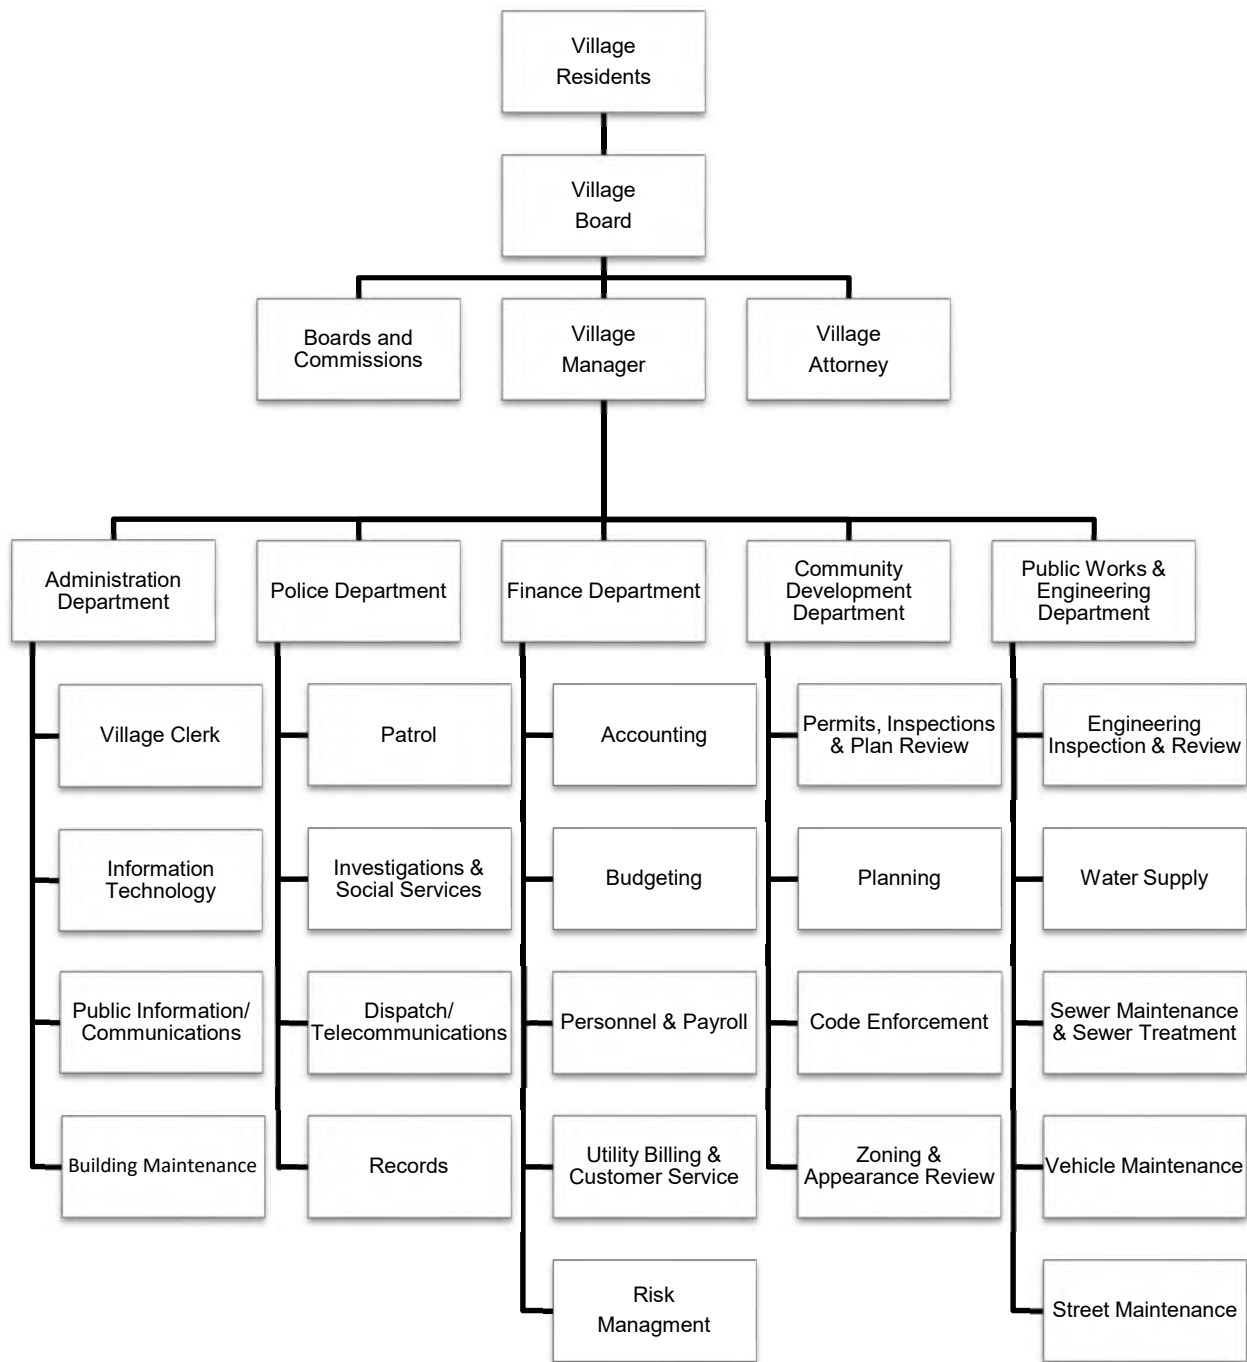 Village
Residents
Village
Board
Boards and
Commissions
Village
Manager
Village
Attorney
Administration
Department
Police Department
Finance Department
Community
Development
Department
Public Works &
Engineering
Department
Village Clerk
Patrol
Accounting
Permits, Inspections
& Plan Review
Engineering
Inspection & Review
Information
Technology
Investigations &
Social Services
Budgeting
Planning
Water Supply
Public Information/
Communications
Dispatch/
Telecommunications
Personnel & Payroll
Code Enforcement
Sewer Maintenance
& Sewer Treatment
Building Maintenance
Records
Utility Billing &
Customer Service
Zoning &
Appearance Review
Vehicle Maintenance
Risk
Managment
Street Maintenance